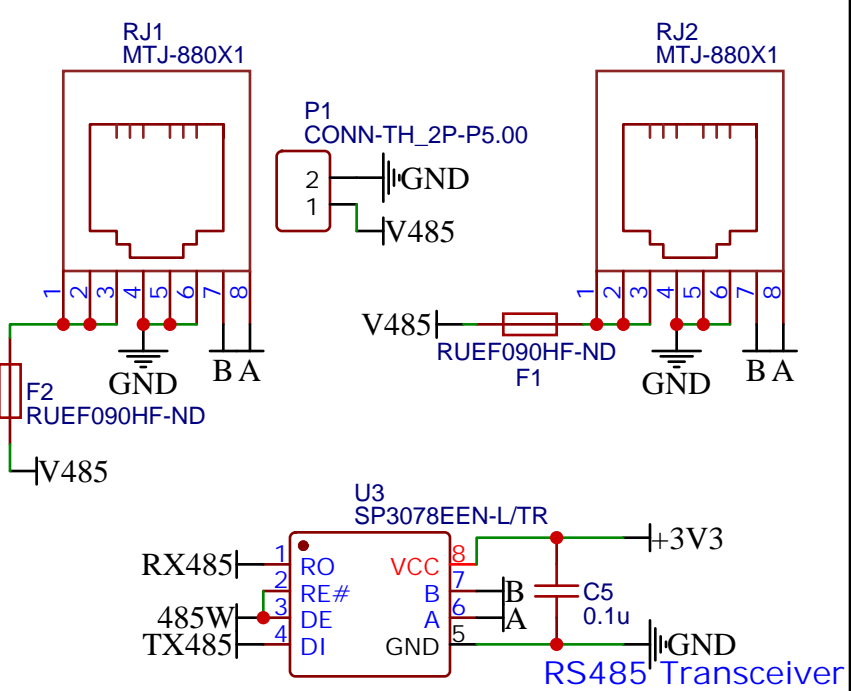 RJ1
MTJ-880X1
RJ2
MTJ-880X1
P1
CONN-TH_2P-P5.00
2
GND
1
V485
1
2
3
4
5
6
7
8
1
2
3
4
5
6
7
8
V485
RUEF090HF-ND
F1
GND
B A
GND
B A
F2
RUEF090HF-ND
V485
U3
SP3078EEN-L/TR
RX485 1 RO VCC 8 +3V3
2 RE# B 7 B
485W 3 DE A 6 A
TX485 4 DI GND 5 GND
C5
0.1u
RS485 Transceiver